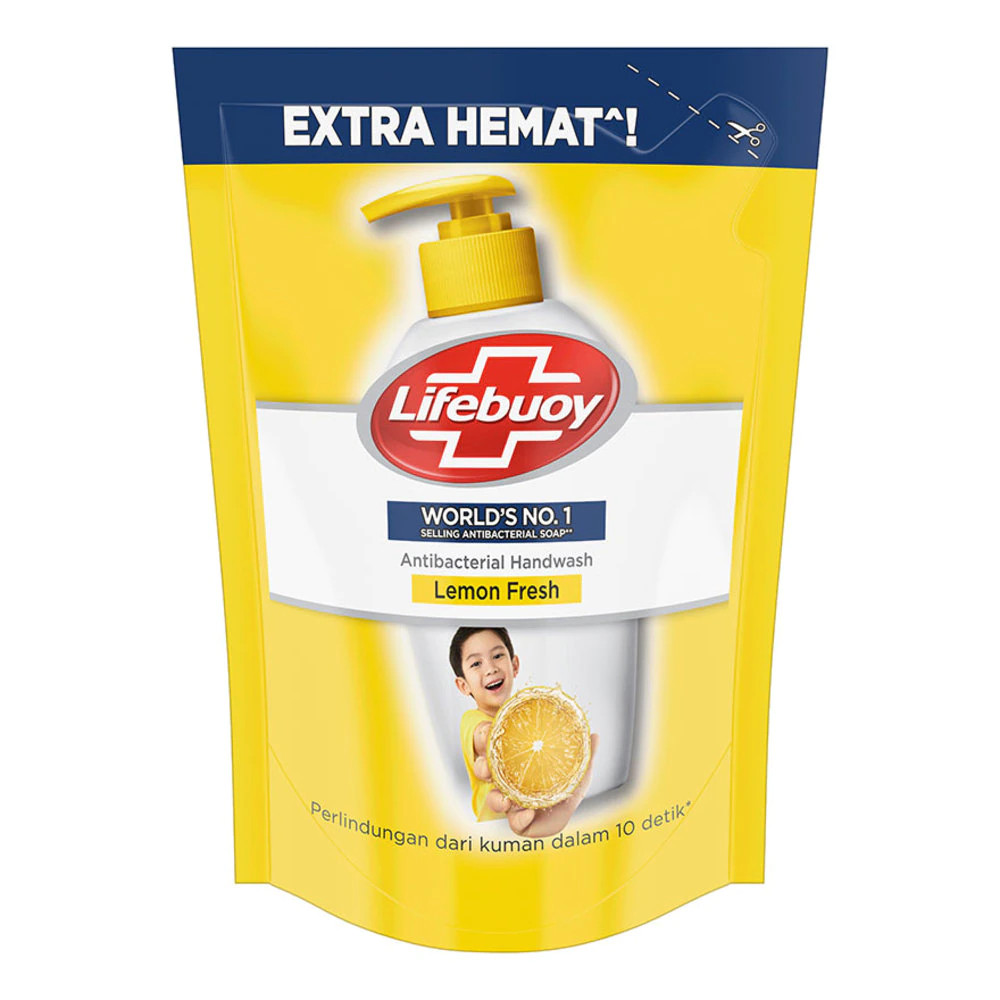 EXTRA HEMAT^!
Lifebuoy
WORLD'S NO. 1
SELLING ANTIBACTERIAL SOAP**
Antibacterial Handwash
Lemon Fresh
Perlindungan dari kuman dalam 10 detik*